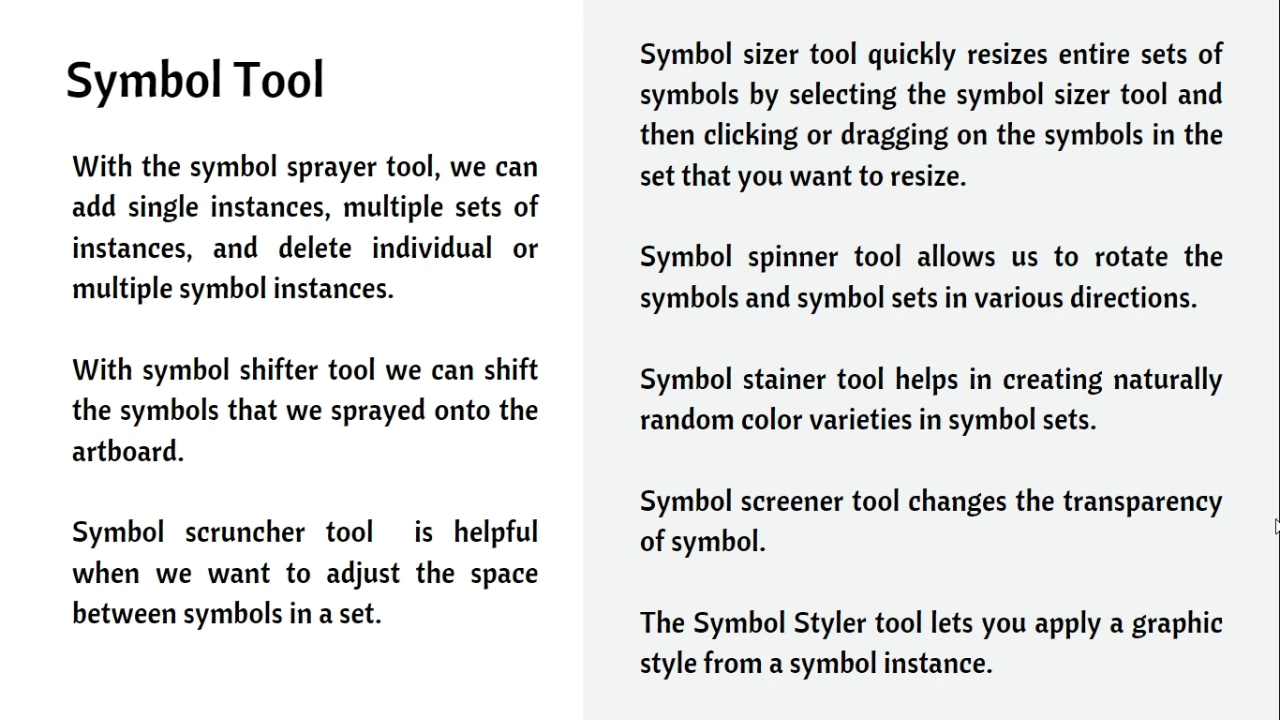 Symbol Tool
With the symbol sprayer tool, we can
add single instances, multiple sets of
instances, and delete individual or
multiple symbol instances.
With symbol shifter tool we can shift
the symbols that we sprayed onto the
artboard.
Symbol scruncher tool is helpful
when we want to adjust the space
between symbols in a set.
Symbol sizer tool quickly resizes entire sets of
symbols by selecting the symbol sizer tool and
then clicking or dragging on the symbols in the
set that you want to resize.
Symbol spinner tool allows us to rotate the
symbols and symbol sets in various directions.
Symbol stainer tool helps in creating naturally
random color varieties in symbol sets.
Symbol screener tool changes the transparency
of symbol.
The Symbol Styler tool lets you apply a graphic
style from a symbol instance.